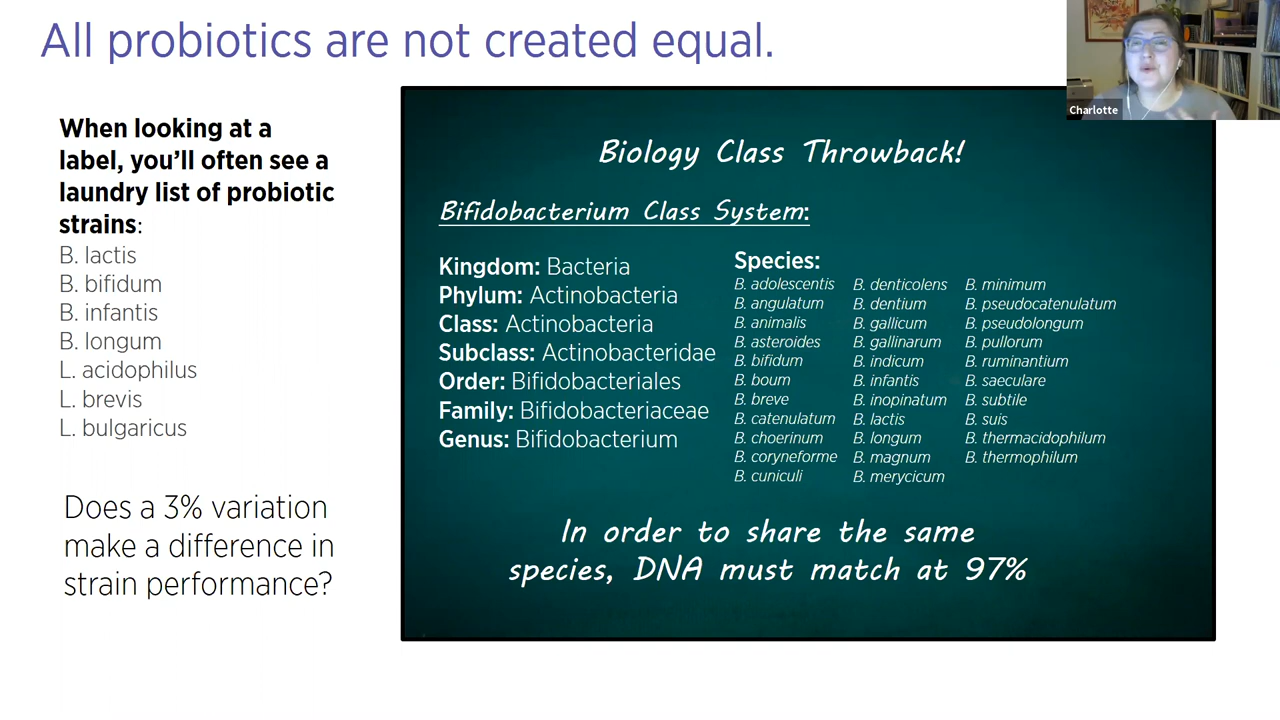 All probiotics are not created equal.
Charlotte
When looking at a
label, you'll often see a
laundry list of probiotic
strains:
B. lactis
B. bifidum
B. infantis
B. longum
L. acidophilus
L. brevis
L. bulgaricus
Does a 3% variation
make a difference in
strain performance?
Biology Class Throwback!
Bifidobacterium Class System:
Kingdom: Bacteria
Phylum: Actinobacteria
Class: Actinobacteria
Subclass: Actinobacteridae
Order: Bifidobacteriales
Family: Bifidobacteriaceae
Genus: Bifidobacterium
Species:
B. adolescentis
B. angulatum
B. animalis
B. asteroides
B. bifidum
B. boum
B. breve
B. catenulatum
B. choerinum
B. coryneforme
B. cuniculi
B. denticolens
B. dentium
B. gallicum
B. gallinarum
B. indicum
B. infantis
B. inopinatum
B. lactis
B. longum
B. magnum
B. merycicum
B. minimum
B. pseudocatenulatum
B. pseudolongum
B. pullorum
B. ruminantium
B. saeculare
B. subtile
B. suis
B. thermacidophilum
B. thermophilum
In order to share the same
species, DNA must match at 97%